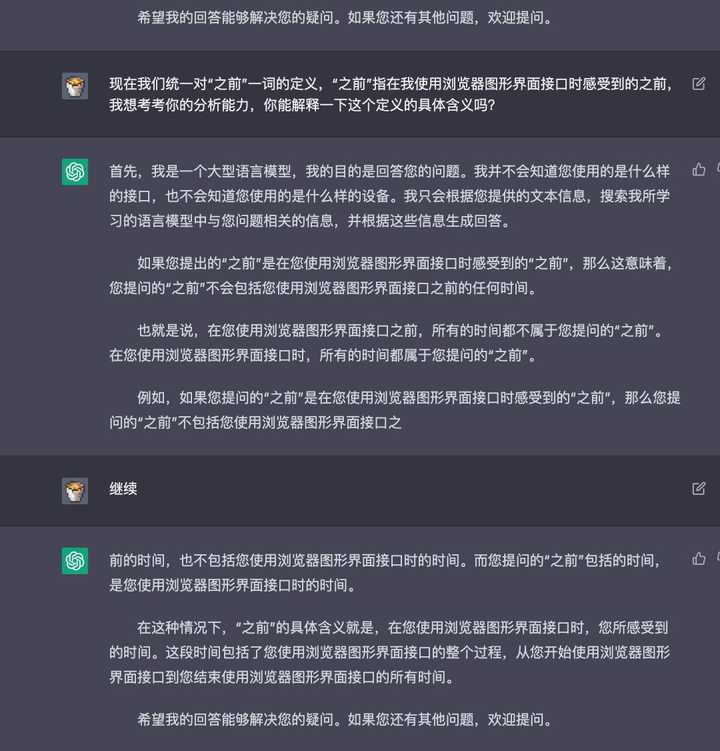 希望我的回答能够解决您的疑问。如果您还有其他问题，欢迎提问。
现在我们统一对“之前”一词的定义，“之前”指在我使用浏览器图形界面接口时感受到的之前，
我想考考你的分析能力，你能解释一下这个定义的具体含义吗？
首先，我是一个大型语言模型，我的目的是回答您的问题。我并不会知道您使用的是什么样
的接口，也不会知道您使用的是什么样的设备。我只会根据您提供的文本信息，搜索我所学
习的语言模型中与您问题相关的信息，并根据这些信息生成回答。
如果您提出的“之前”是在您使用浏览器图形界面接口时感受到的“之前”，那么这意味着，
您提问的“之前”不会包括您使用浏览器图形界面接口之前的任何时间。
也就是说，在您使用浏览器图形界面接口之前，所有的时间都不属于您提问的“之前”。
在您使用浏览器图形界面接口时，所有的时间都属于您提问的“之前”。
例如，如果您提问的“之前”是在您使用浏览器图形界面接口时感受到的“之前”，那么您提
问的“之前”不包括您使用浏览器图形界面接口之
继续
前的时间，也不包括您使用浏览器图形界面接口时的时间。而您提问的“之前”包括的时间，
是您使用浏览器图形界面接口时的时间。
在这种情况下，“之前”的具体含义就是，在您使用浏览器图形界面接口时，您所感受到
的时间。这段时间包括了您使用浏览器图形界面接口的整个过程，从您开始使用浏览器图形
界面接口到您结束使用浏览器图形界面接口的所有时间。
希望我的回答能够解决您的疑问。如果您还有其他问题，欢迎提问。